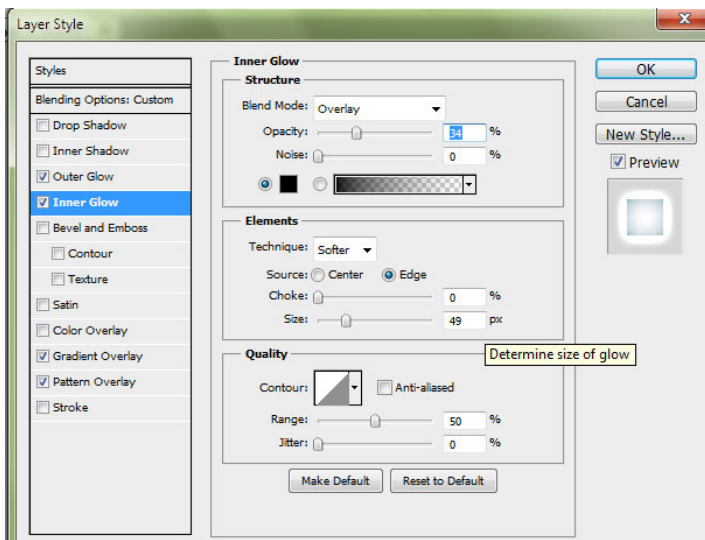 Layer Style
Styles
Blending Options: Custom
Drop Shadow
Inner Shadow
Outer Glow
Inner Glow
Bevel and Emboss
Contour
Texture
Satin
Color Overlay
Gradient Overlay
Pattern Overlay
Stroke
Inner Glow
Structure
Blend Mode: Overlay
Opacity: 34 %
Noise: 0 %
Elements
Technique: Softer
Source: Center Edge
Choke: 0 %
Size: 49 px
Determine size of glow
Quality
Contour: Anti-aliased
Range: 50 %
Jitter: 0 %
Make Default Reset to Default
OK
Cancel
New Style...
Preview